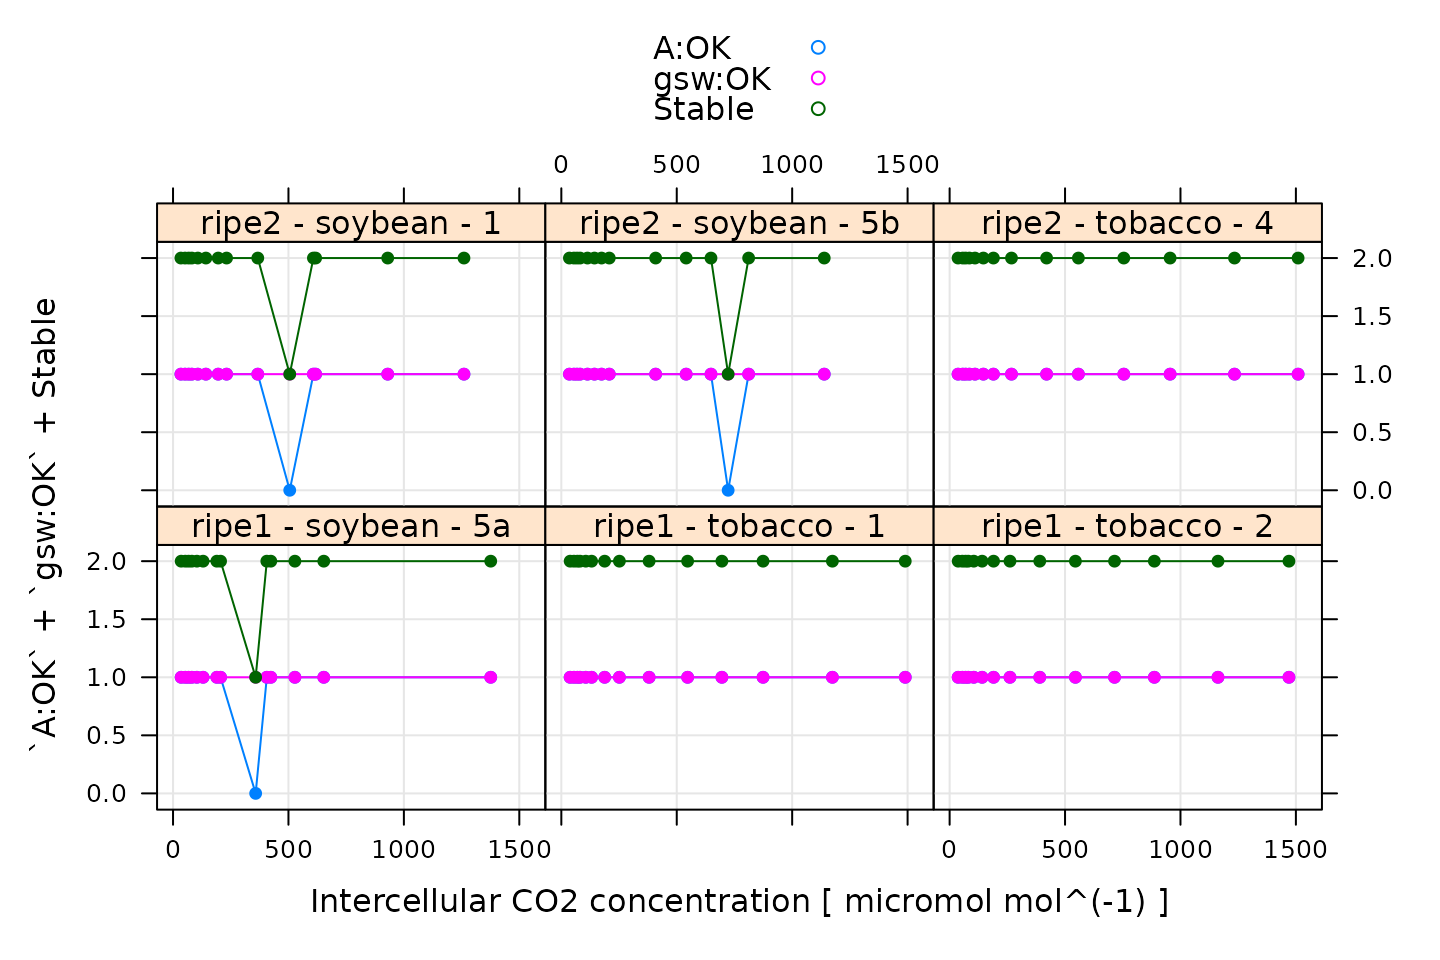 A:OK
gsw:OK
Stable
0 500 1000 1500
ripe2 - soybean - 1 ripe2 - soybean - 5b ripe2 - tobacco - 4
2.0
1.5
1.0
0.5
0.0
ripe1 - soybean - 5a ripe1 - tobacco - 1 ripe1 - tobacco - 2
2.0
1.5
1.0
0.5
0.0
`A:OK` + `gsw:OK` + Stable
0 500 1000 1500 0 500 1000 1500
Intercellular CO2 concentration [ micromol mol^(-1) ]